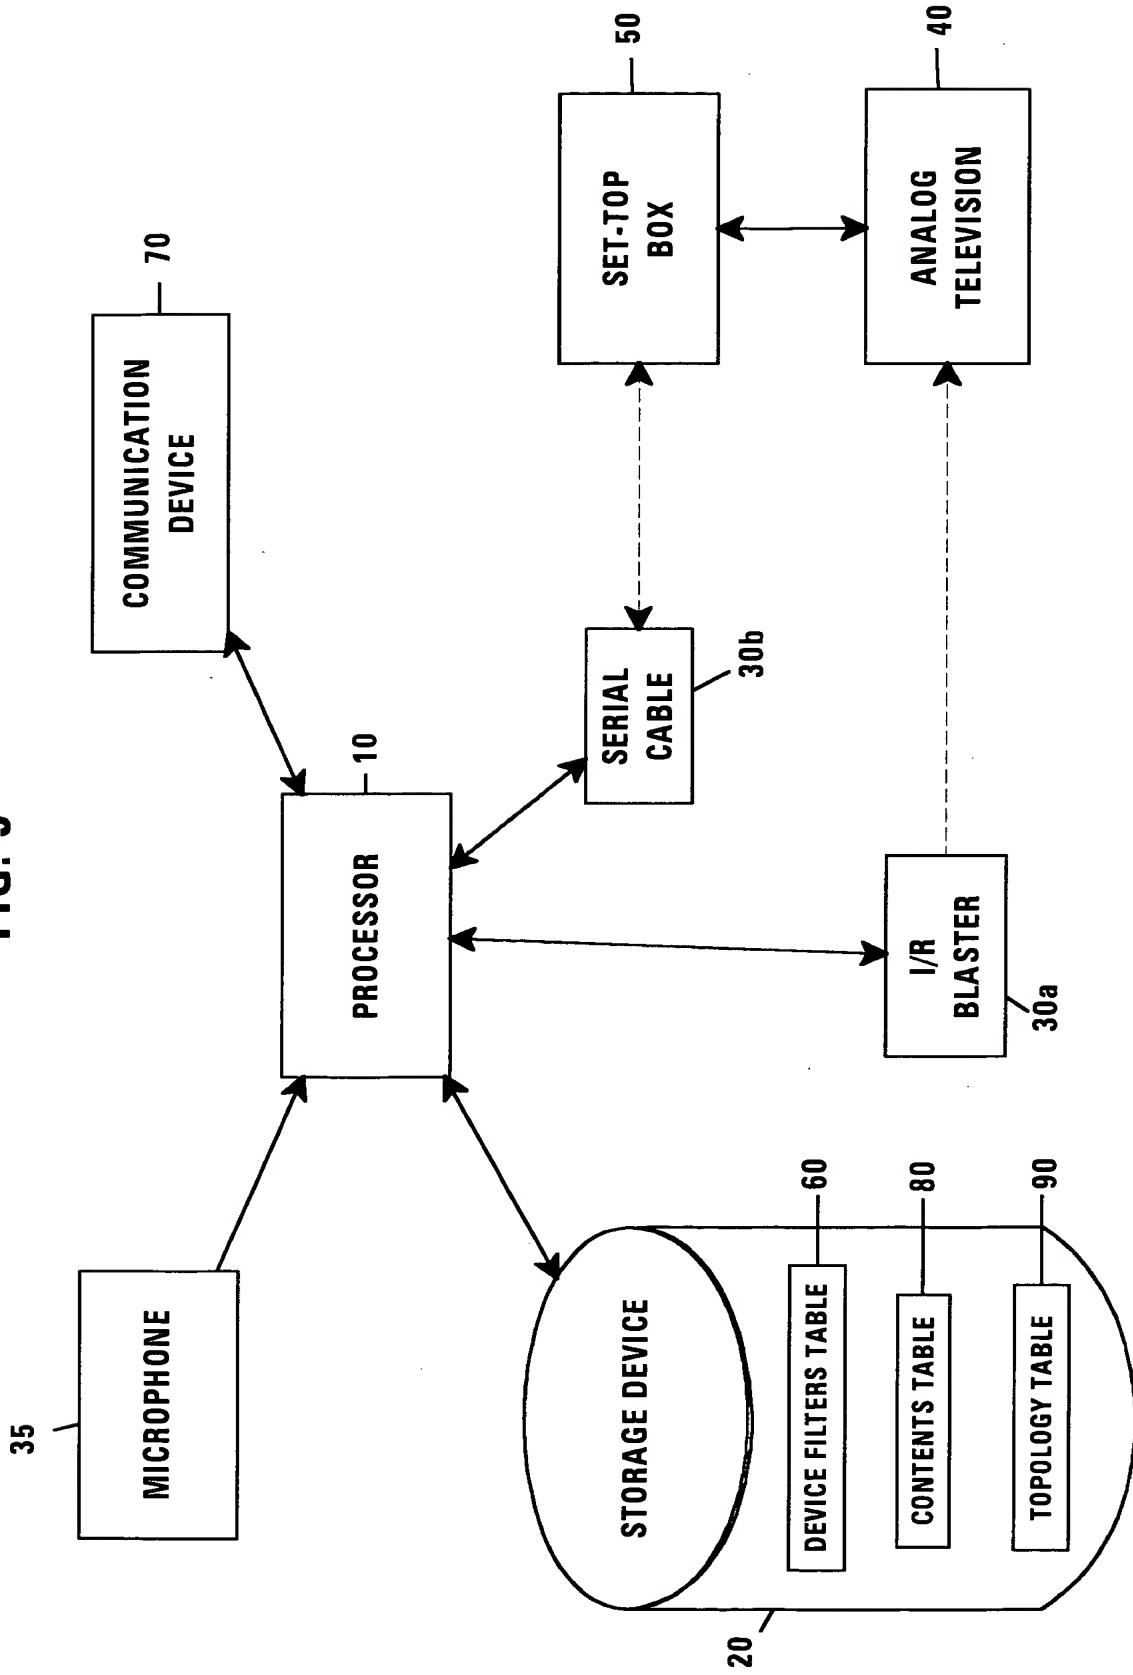 FIG.
35
MICROPHONE
COMMUNICATION
DEVICE
70
PROCESSOR
10
STORAGE DEVICE
20
DEVICE FILTERS TABLE
60
CONTENTS TABLE
80
TOPOLOGY TABLE
90
SERIAL
CABLE
30b
SET-TOP
BOX
50
I/R
BLASTER
30a
ANALOG
TELEVISION
40